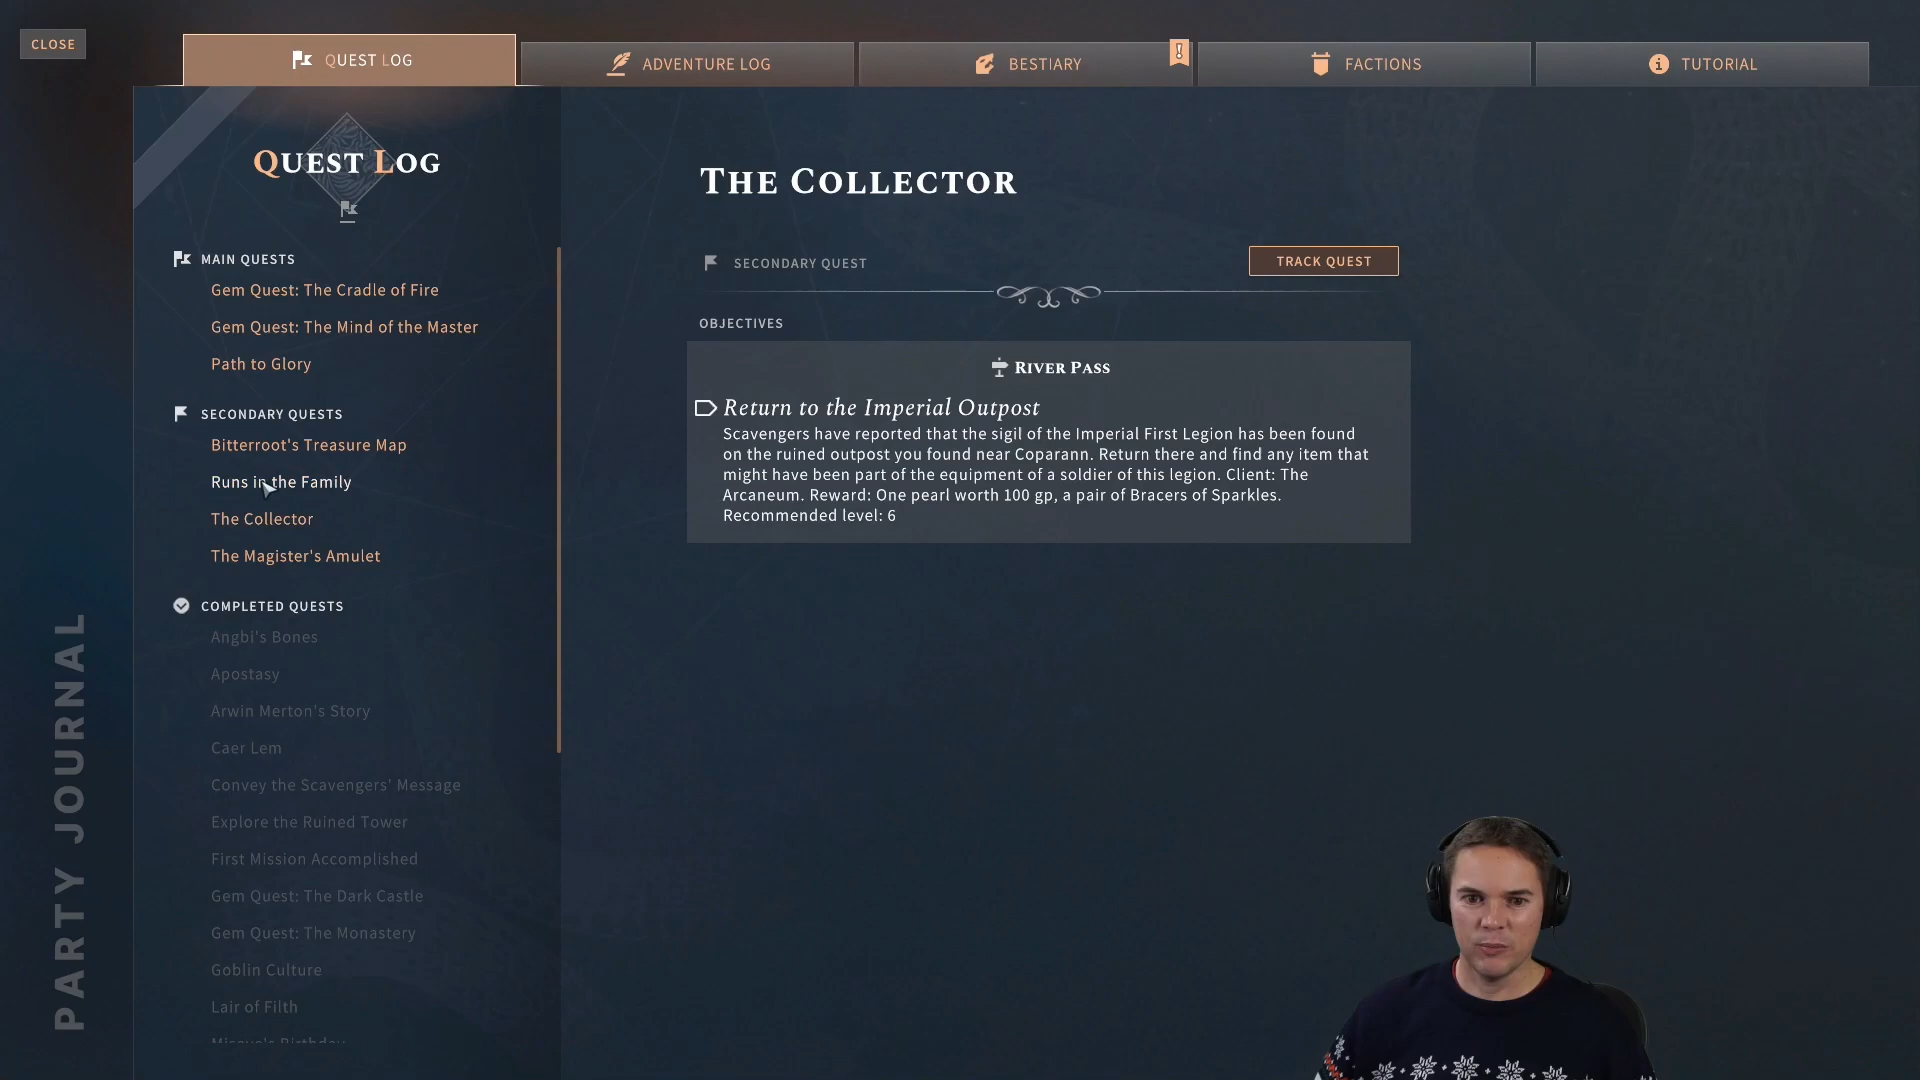 CLOSE
QUEST LOG
ADVENTURE LOG
BESTIARY
FACTIONS
TUTORIAL
QUEST LOG
MAIN QUESTS
Gem Quest: The Cradle of Fire
Gem Quest: The Mind of the Master
Path to Glory
SECONDARY QUESTS
Bitterroot's Treasure Map
Runs in the Family
The Collector
The Magister's Amulet
COMPLETED QUESTS
Angbi's Bones
Apostasy
Arwin Merton's Story
Caer Lem
Convey the Scavengers' Message
Explore the Ruined Tower
First Mission Accomplished
Gem Quest: The Dark Castle
Gem Quest: The Monastery
Goblin Culture
Lair of Filth
PARTY JOURNAL
THE COLLECTOR
SECONDARY QUEST
TRACK QUEST
OBJECTIVES
RIVER PASS
Return to the Imperial Outpost
Scavengers have reported that the sigil of the Imperial First Legion has been found
on the ruined outpost you found near Coparann. Return there and find any item that
might have been part of the equipment of a soldier of this legion. Client: The
Arcaneum. Reward: One pearl worth 100 gp, a pair of Bracers of Sparkles.
Recommended level: 6